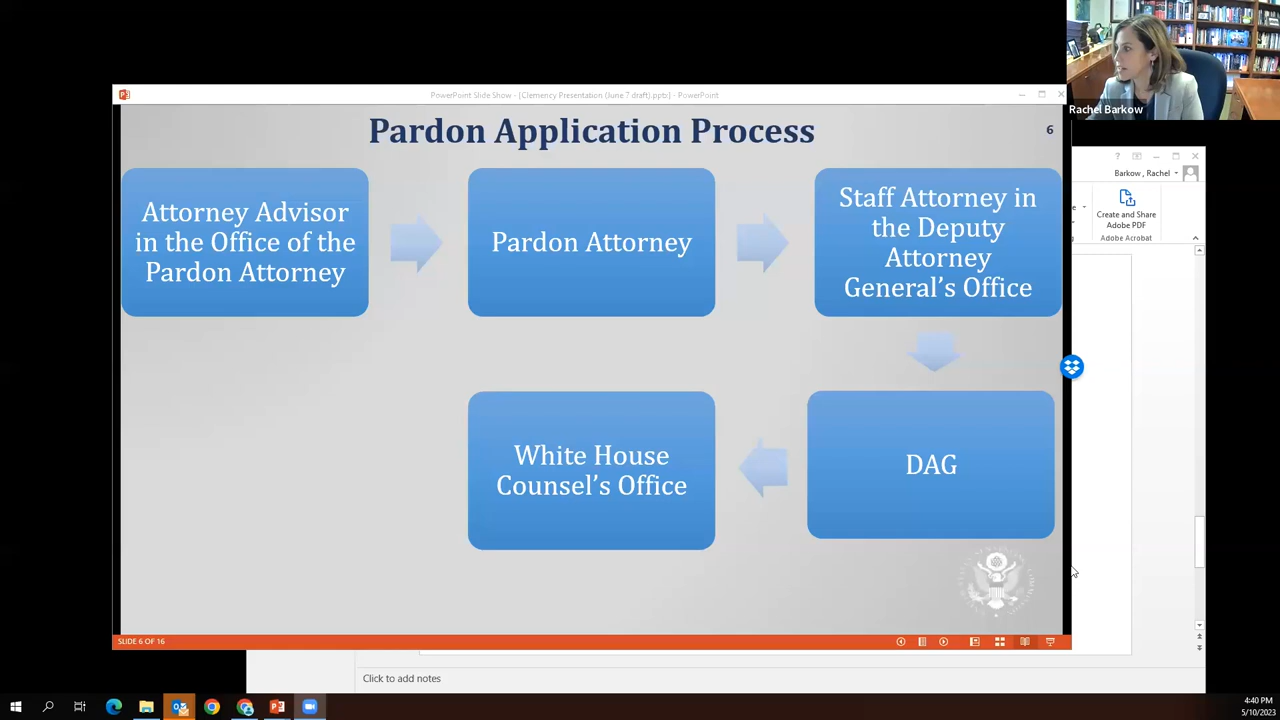 Rachel Barkow
PowerPoint Slide Show - [Clemency Presentation (June 7 draft).pptx] - PowerPoint
Pardon Application Process
6
Attorney Advisor
in the Office of the
Pardon Attorney
Pardon Attorney
Staff Attorney in
the Deputy
Attorney
General's Office
Barkow, Rachel
Create and Share
Adobe PDF
Adobe Acrobat
White House
Counsel's Office
DAG
SLIDE 6 OF 16
Click to add notes
4:40 PM
5/10/2023